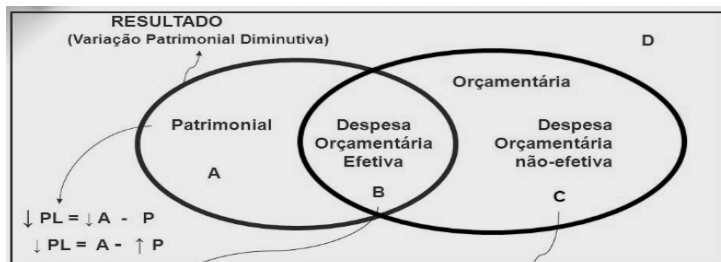 RESULTADO
(Variação Patrimonial Diminutiva)
D
Orçamentária
Patrimonial
Despesa
Orçamentária
Efetiva
Despesa
Orçamentária
não-efetiva
A
B
C
↓ PL = ↓ A - P
↓ PL = A - ↑ P